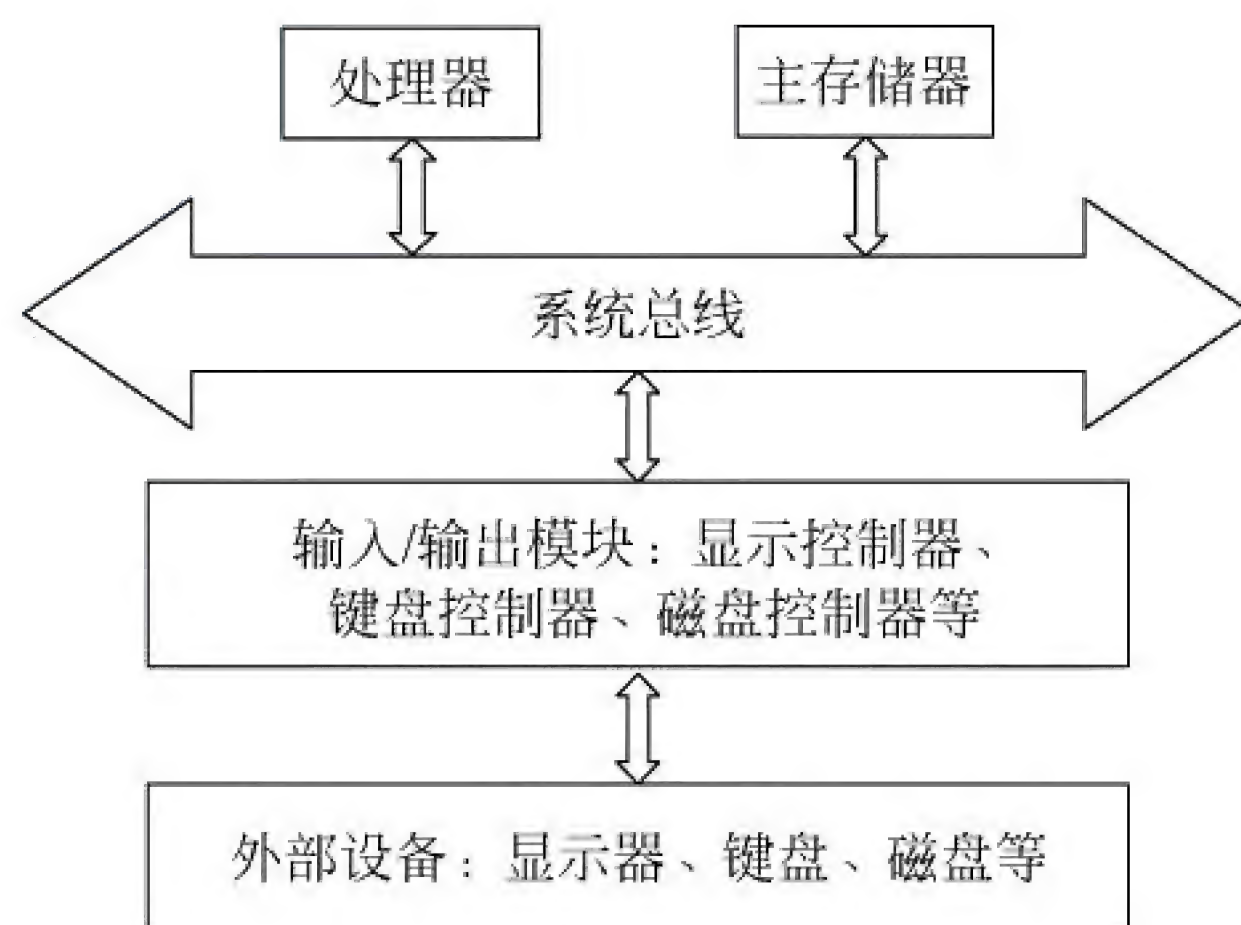 处理器
主存储器
系统总线
输入/输出模块：显示控制器、
键盘控制器、磁盘控制器等
外部设备：显示器、键盘、磁盘等